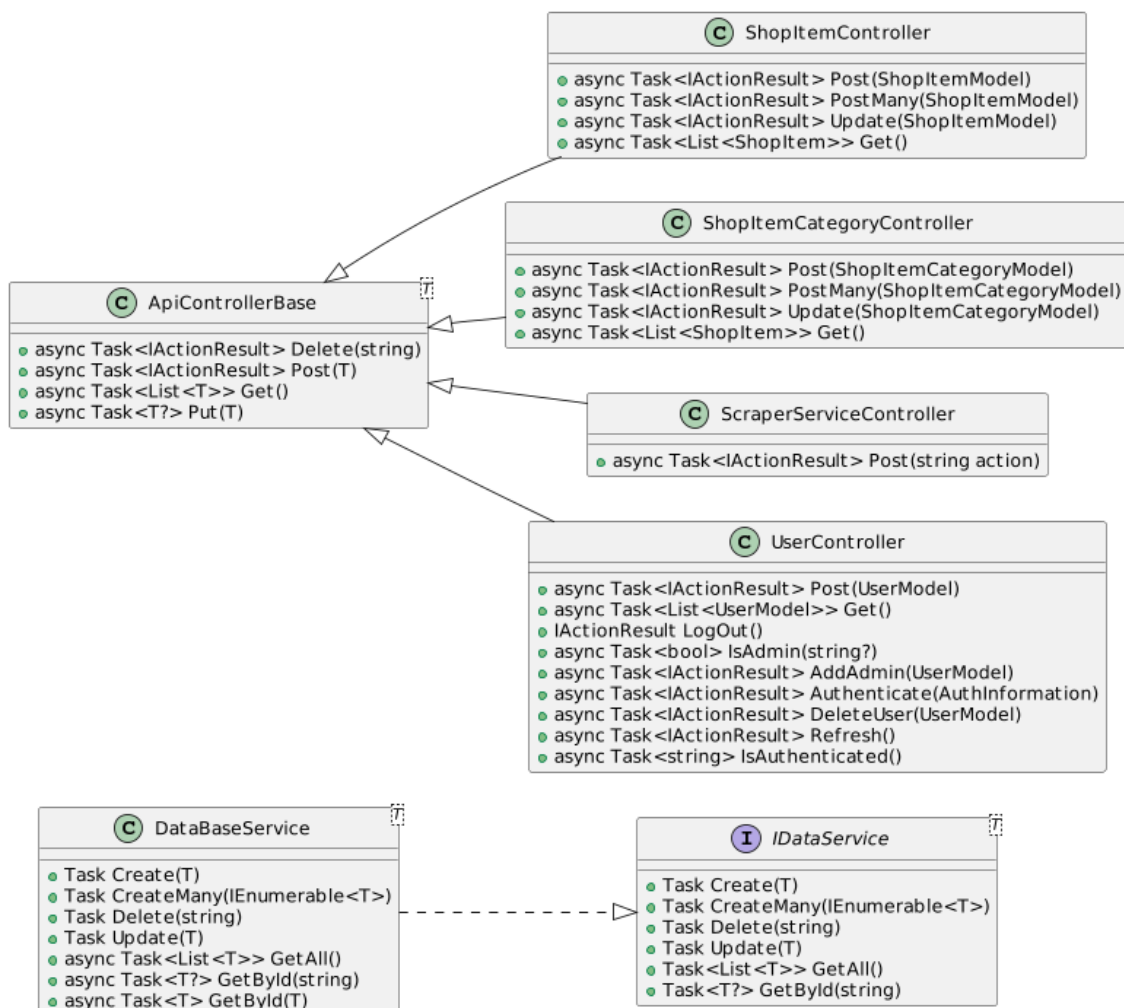 C ShopItemController
async Task<IActionResult> Post(ShopItemModel)
async Task<IActionResult> PostMany(ShopItemModel)
async Task<IActionResult> Update(ShopItemModel)
async Task<List<ShopItem>> Get()
C ShopItemCategoryController
async Task<IActionResult> Post(ShopItemCategoryModel)
async Task<IActionResult> PostMany(ShopItemCategoryModel)
async Task<IActionResult> Update(ShopItemCategoryModel)
async Task<List<ShopItem>> Get()
T
C ApiControllerBase
async Task<IActionResult> Delete(string)
async Task<IActionResult> Post(T)
async Task<List<T>> Get()
async Task<T?> Put(T)
C ScraperServiceController
async Task<IActionResult> Post(string action)
C UserController
async Task<IActionResult> Post(UserModel)
async Task<List<UserModel>> Get()
IActionResult LogOut()
async Task<bool> IsAdmin(string?)
async Task<IActionResult> AddAdmin(UserModel)
async Task<IActionResult> Authenticate(AuthInformation)
async Task<IActionResult> DeleteUser(UserModel)
async Task<IActionResult> Refresh()
async Task<string> IsAuthenticated()
T
C DataBaseService
Task Create(T)
Task CreateMany(IEnumerable<T>)
Task Delete(string)
Task Update(T)
async Task<List<T>> GetAll()
async Task<T?> GetById(string)
async Task<T> GetById(T)
T
I IDataService
Task Create(T)
Task CreateMany(IEnumerable<T>)
Task Delete(string)
Task Update(T)
Task<List<T>> GetAll()
Task<T?> GetById(string)